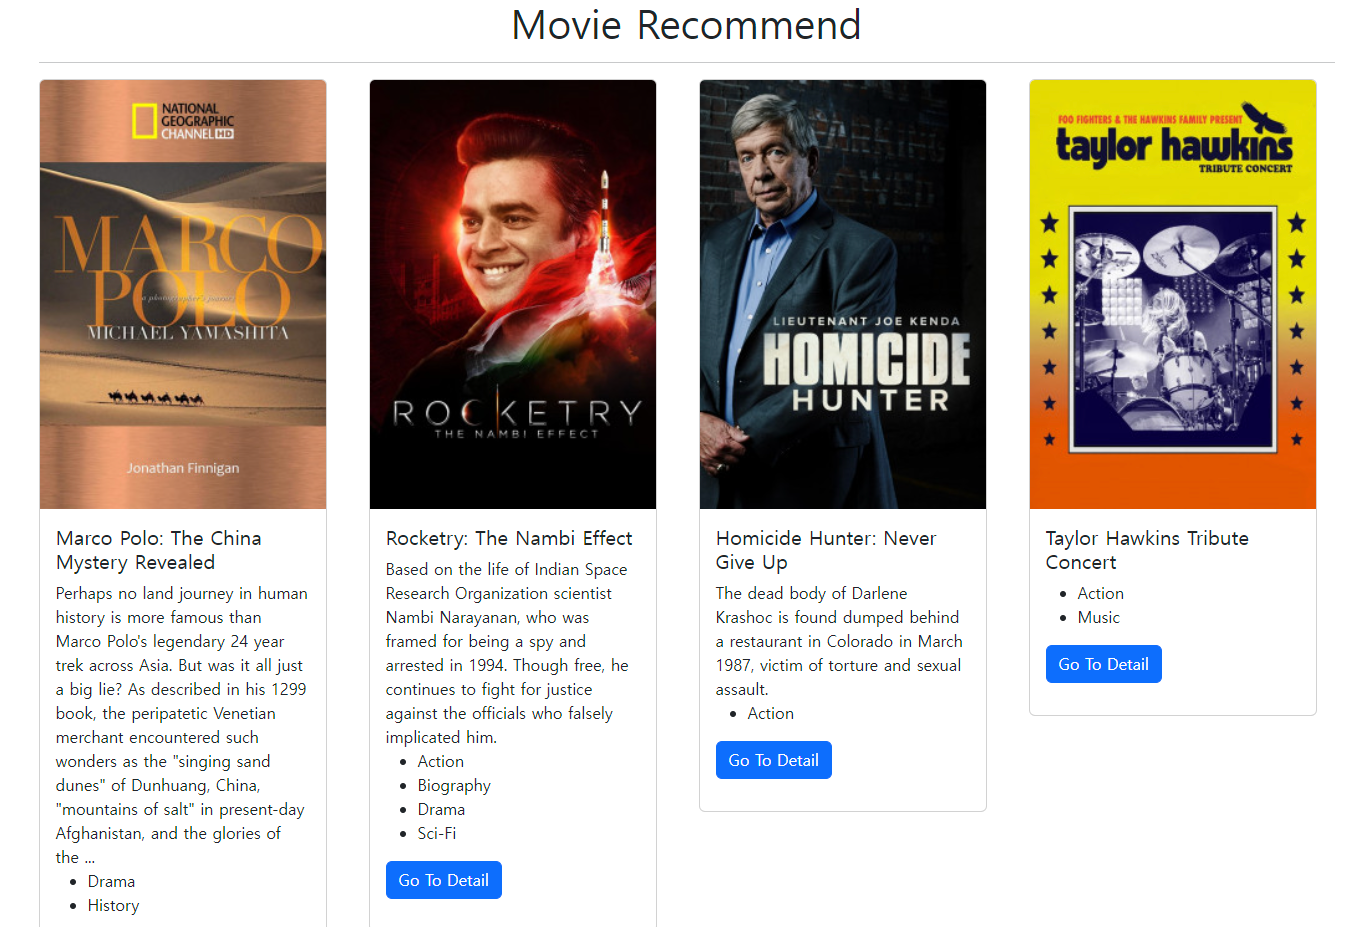 Movie Recommend
NATIONAL
GEOGRAPHIC
CHANNEL HD
MARCO
POLO
a photographer's journey
MICHAEL YAMASHITA
Jonathan Finnigan
Marco Polo: The China
Mystery Revealed
Perhaps no land journey in human
history is more famous than
Marco Polo's legendary 24 year
trek across Asia. But was it all just
a big lie? As described in his 1299
book, the peripatetic Venetian
merchant encountered such
wonders as the "singing sand
dunes" of Dunhuang, China,
"mountains of salt" in present-day
Afghanistan, and the glories of
the ...
• Drama
• History
ROCKETRY
THE NAMBI EFFECT
Rocketry: The Nambi Effect
Based on the life of Indian Space
Research Organization scientist
Nambi Narayanan, who was
framed for being a spy and
arrested in 1994. Though free, he
continues to fight for justice
against the officials who falsely
implicated him.
• Action
• Biography
• Drama
• Sci-Fi
Go To Detail
LIEUTENANT JOE KENDA
HOMICIDE
HUNTER
Homicide Hunter: Never
Give Up
The dead body of Darlene
Krashoc is found dumped behind
a restaurant in Colorado in March
1987, victim of torture and sexual
assault.
• Action
Go To Detail
FOO FIGHTERS & THE HAWKINS FAMILY PRESENT
taylor hawkins
TRIBUTE CONCERT
Taylor Hawkins Tribute
Concert
• Action
• Music
Go To Detail